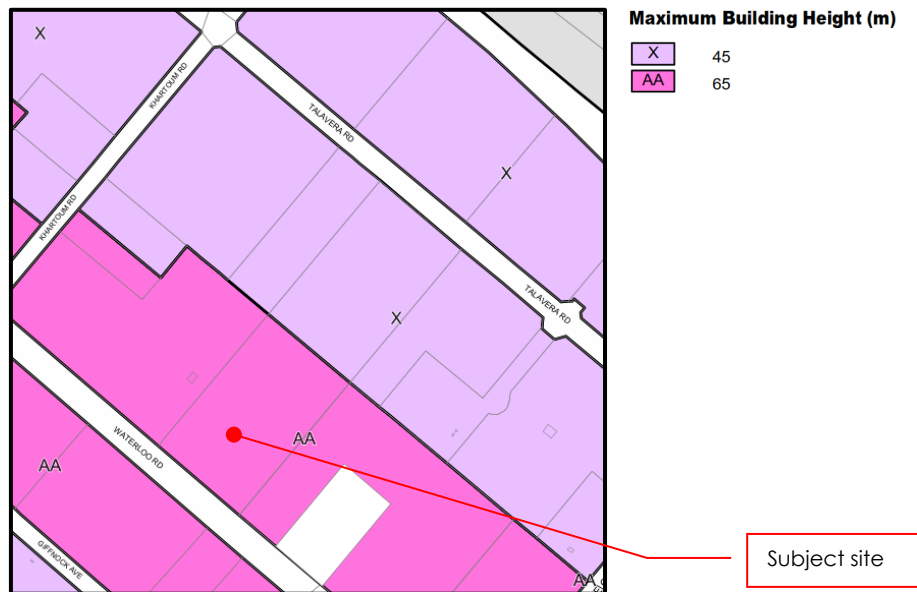 Maximum Building Height (m)
X 45
AA 65
X
KHARTOUM RD
TALAVERA RD
X
KHARTOUM RD
TALAVERA RD
X
AA
WATERLOO RD
AA
GIFFNOCK AVE
Subject site
AA